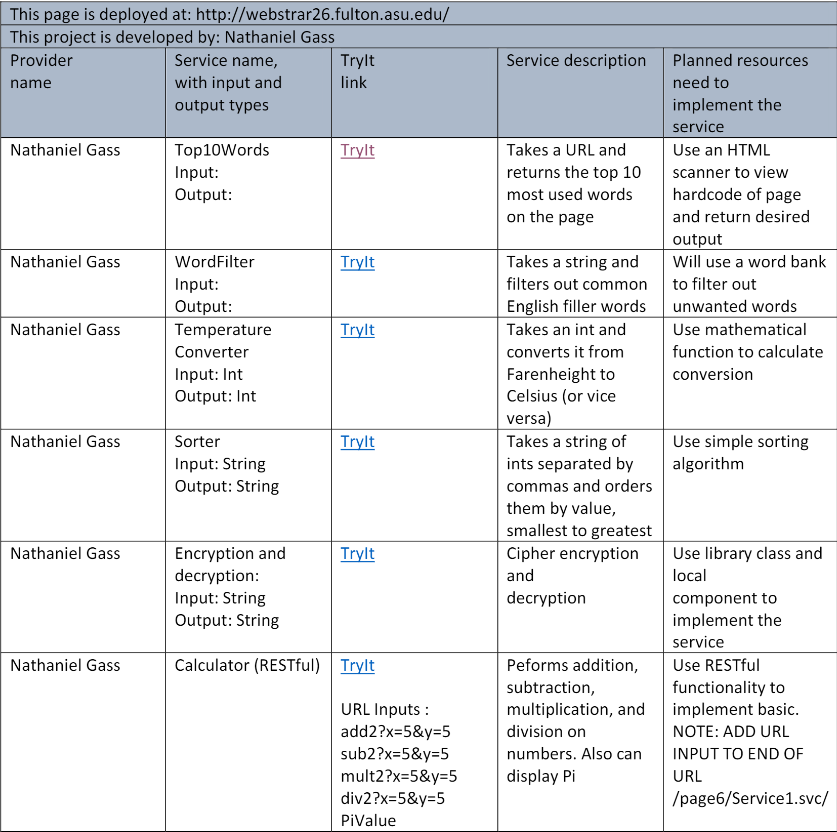 This page is deployed at: http://webstrar26.fulton.asu.edu/
This project is developed by: Nathaniel Gass
Provider
name
Service name,
with input and
output types
TryIt
link
Service description
Planned resources
need to
implement the
service
Nathaniel Gass
Top10Words
Input:
Output:
TryIt
Takes a URL and
returns the top 10
most used words
on the page
Use an HTML
scanner to view
hardcode of page
and return desired
output
Nathaniel Gass
WordFilter
Input:
Output:
TryIt
Takes a string and
filters out common
English filler words
Will use a word bank
to filter out
unwanted words
Nathaniel Gass
Temperature
Converter
Input: Int
Output: Int
TryIt
Takes an int and
converts it from
Farenheight to
Celsius (or vice
versa)
Use mathematical
function to calculate
conversion
Nathaniel Gass
Sorter
Input: String
Output: String
TryIt
Takes a string of
ints separated by
commas and orders
them by value,
smallest to greatest
Use simple sorting
algorithm
Nathaniel Gass
Encryption and
decryption:
Input: String
Output: String
TryIt
Cipher encryption
and
decryption
Use library class and
local
component to
implement the
service
Nathaniel Gass
Calculator (RESTful)
TryIt
URL Inputs :
add2?x=5&y=5
sub2?x=5&y=5
mult2?x=5&y=5
div2?x=5&y=5
PiValue
Peforms addition,
subtraction,
multiplication, and
division on
numbers. Also can
display Pi
Use RESTful
functionality to
implement basic.
NOTE: ADD URL
INPUT TO END OF
URL
/page6/Service1.svc/